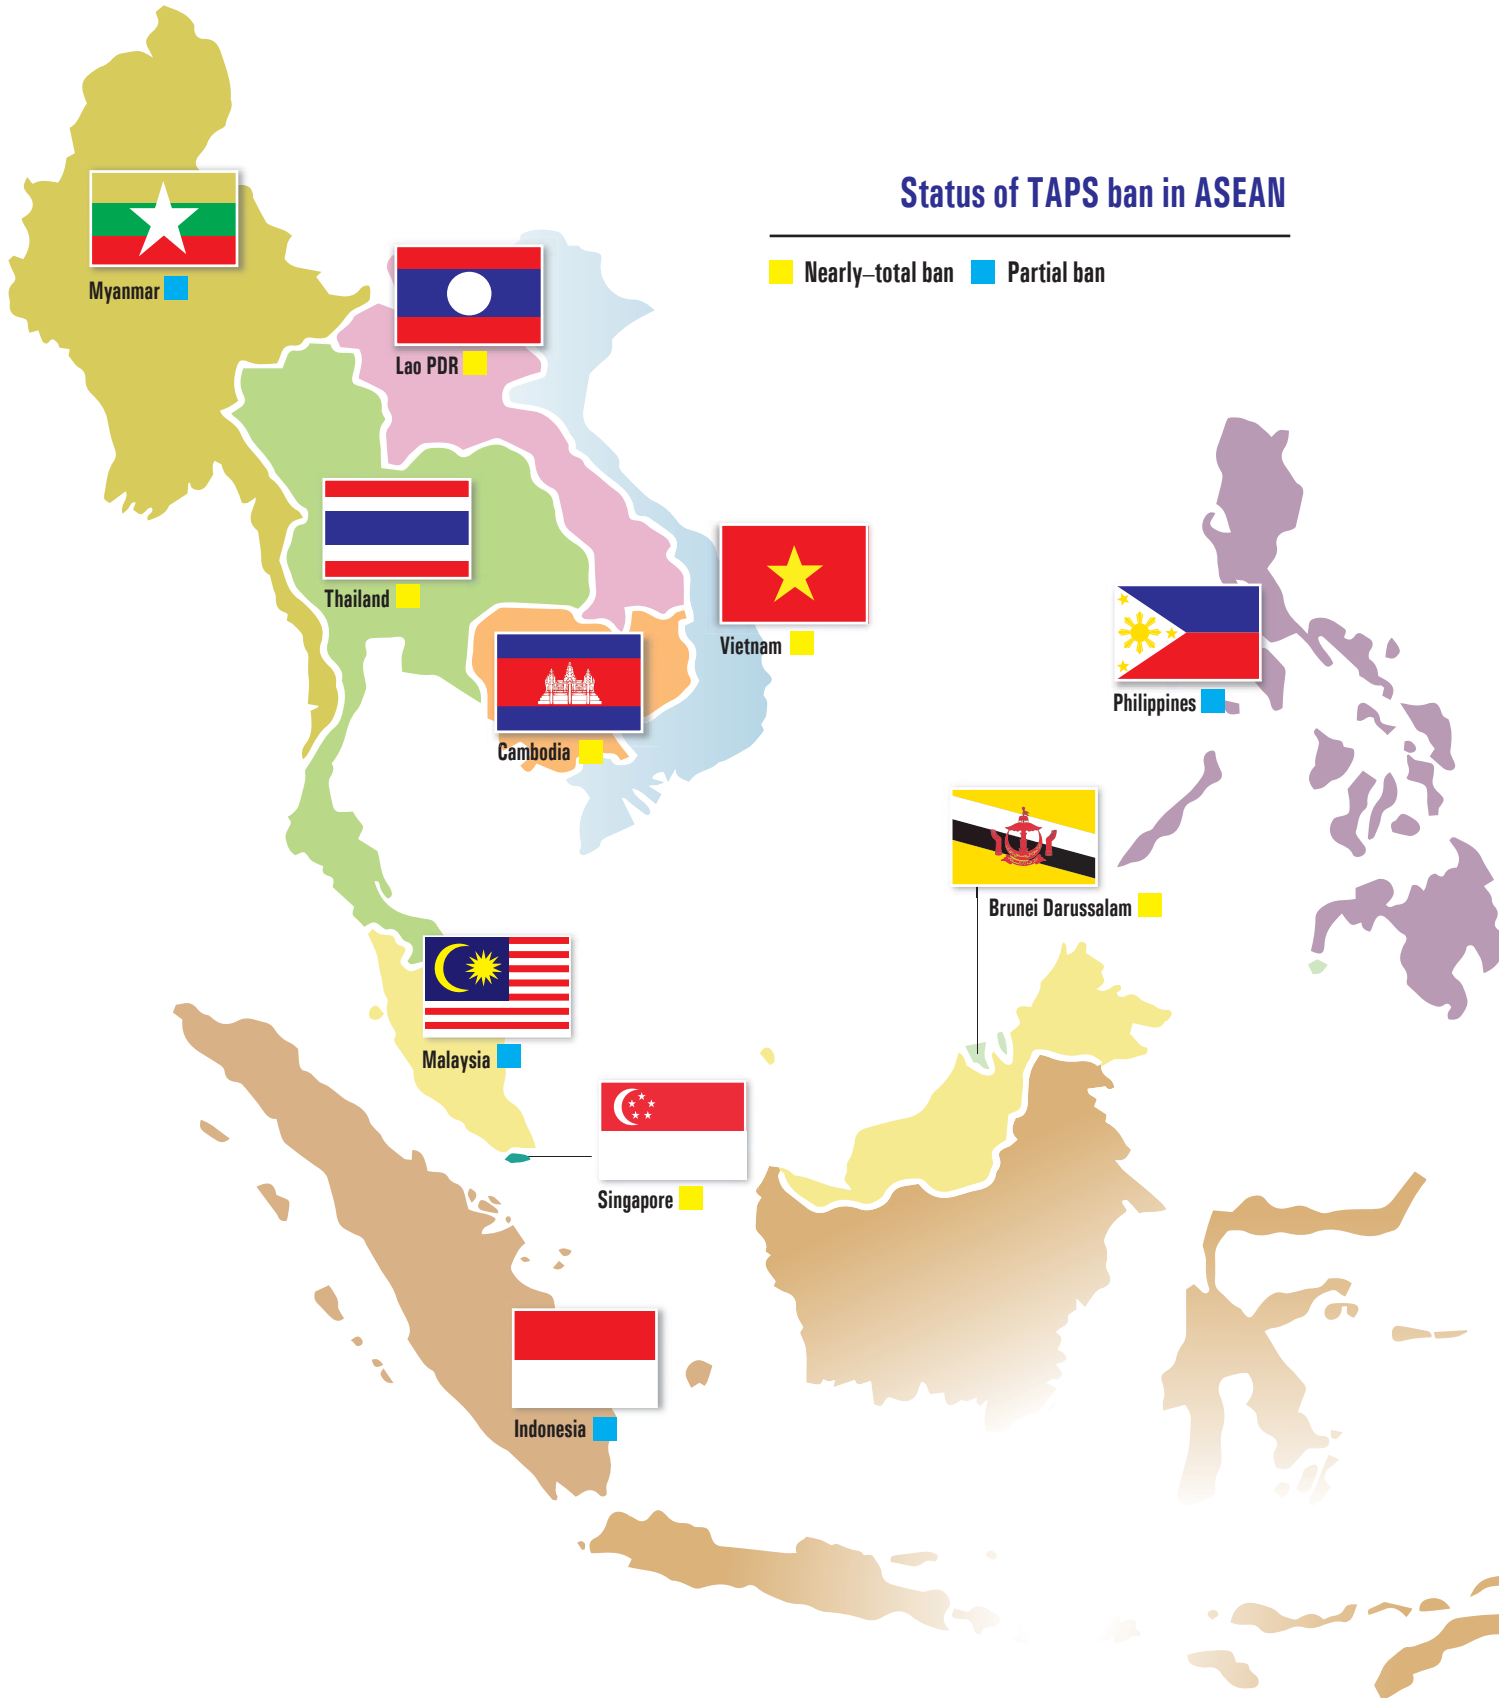 Status of TAPS ban in ASEAN
Nearly–total ban Partial ban
Myanmar
Lao PDR
Thailand
Vietnam
Cambodia
Philippines
Brunei Darussalam
Malaysia
Singapore
Indonesia